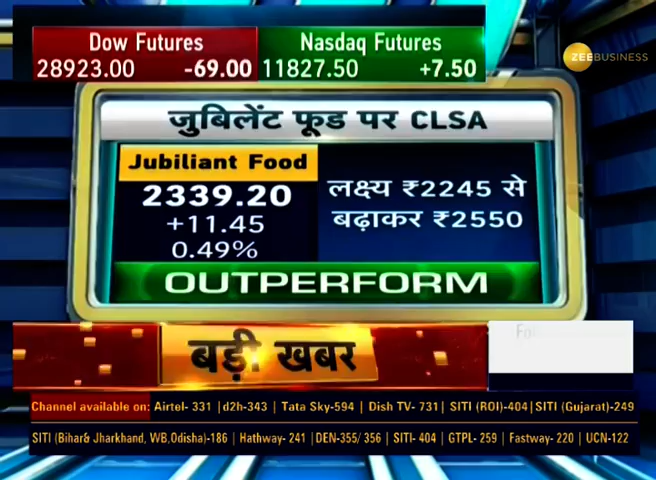 Dow Futures
28923.00 -69.00
Nasdaq Futures
11827.50 +7.50
ZEEBUSINESS
जुबिलेंट फूड पर CLSA
Jubiliant Food
2339.20
+11.45
0.49%
लक्ष्य ₹2245 से
बढ़ाकर ₹2550
OUTPERFORM
बड़ी खबर
Channel available on: Airtel- 331 |d2h-343 | Tata Sky-594 | Dish TV- 731| SITI (ROI)-404|SITI (Gujarat)-249
SITI (Bihar& Jharkhand, WB,Odisha)-186 | Hathway- 241 |DEN-355/ 356 | SITI- 404 | GTPL- 259 | Fastway- 220 | UCN-122